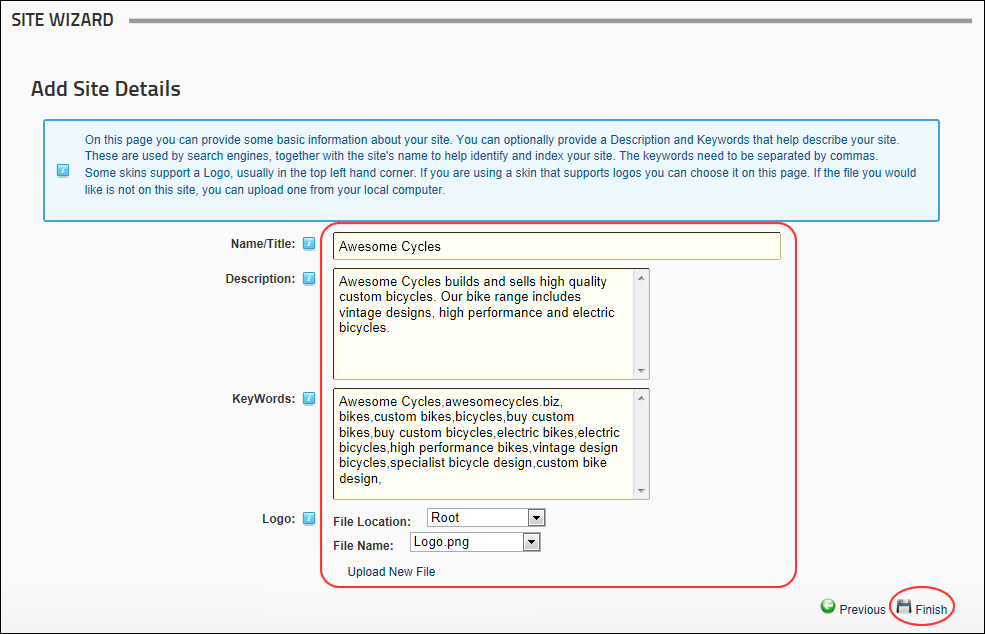 SITE WIZARD
Add Site Details
On this page you can provide some basic information about your site. You can optionally provide a Description and Keywords that help describe your site.
These are used by search engines, together with the site's name to help identify and index your site. The keywords need to be separated by commas.
Some skins support a Logo, usually in the top left hand corner. If you are using a skin that supports logos you can choose it on this page. If the file you would
like is not on this site, you can upload one from your local computer.
Name/Title: Awesome Cycles
Description: Awesome Cycles builds and sells high quality
custom bicycles. Our bike range includes
vintage designs, high performance and electric
bicycles.
KeyWords: Awesome Cycles,awesomecycles.biz,
bikes,custom bikes,bicycles,buy custom
bikes,buy custom bicycles,electric bikes,electric
bicycles,high performance bikes,vintage design
bicycles,specialist bicycle design,custom bike
design,
Logo: File Location: Root
File Name: Logo.png
Upload New File
Previous Finish